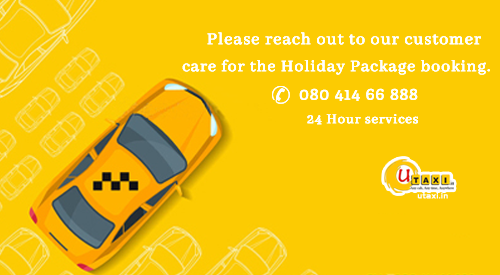 Please reach out to our customer
care for the Holiday Package booking.
080 414 66 888
24 Hour services
U TAXI.in
utaxi.in